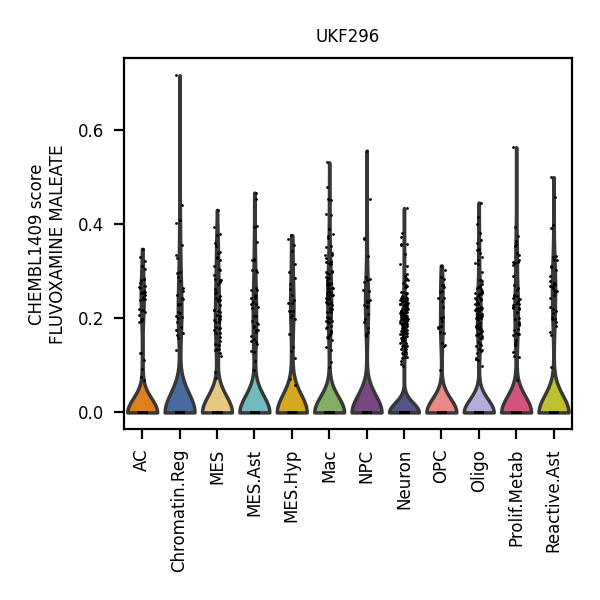 UKF296
CHEMBL1409 score
FLUVOXAMINE MALEATE
0.6
0.4
0.2
0.0
AC
Chromatin.Reg
MES
MES.Ast
MES.Hyp
Mac
NPC
Neuron
OPC
Oligo
Prolif.Metab
Reactive.Ast